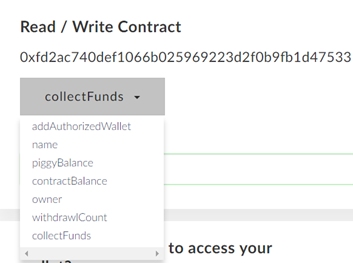 Read / Write Contract
0xfd2ac740def1066b025969223d2f0b9fb1d47533
collectFunds
addAuthorizedWallet
name
piggyBalance
contractBalance
owner
withdrawlCount
collectFunds
to access your